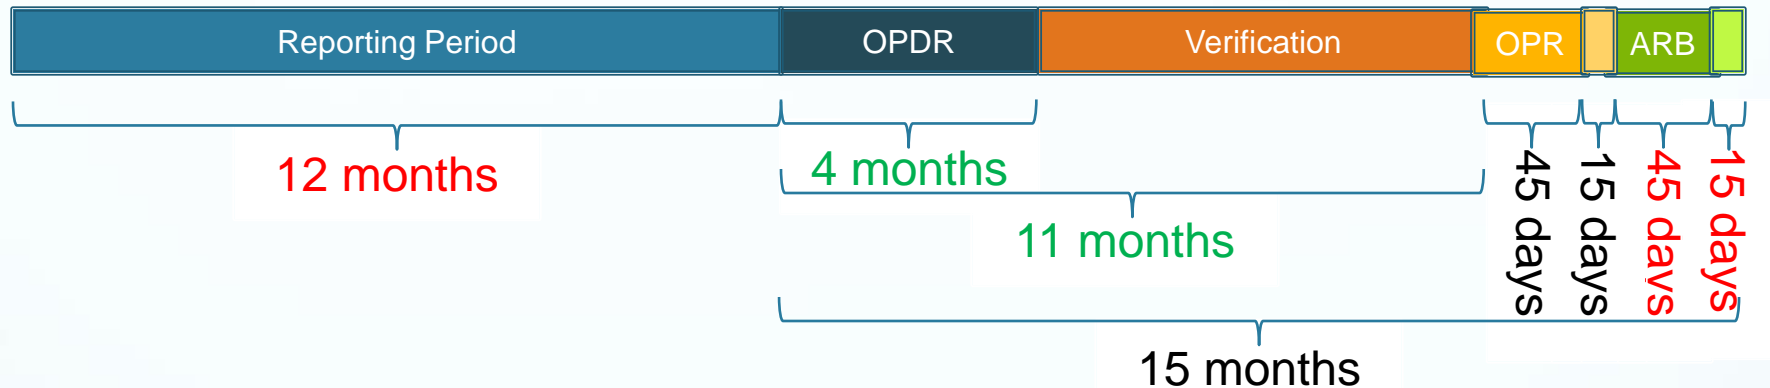 Reporting Period
OPDR
Verification
OPR
ARB
12 months
4 months
11 months
15 months
45 days
15 days
45 days
15 days